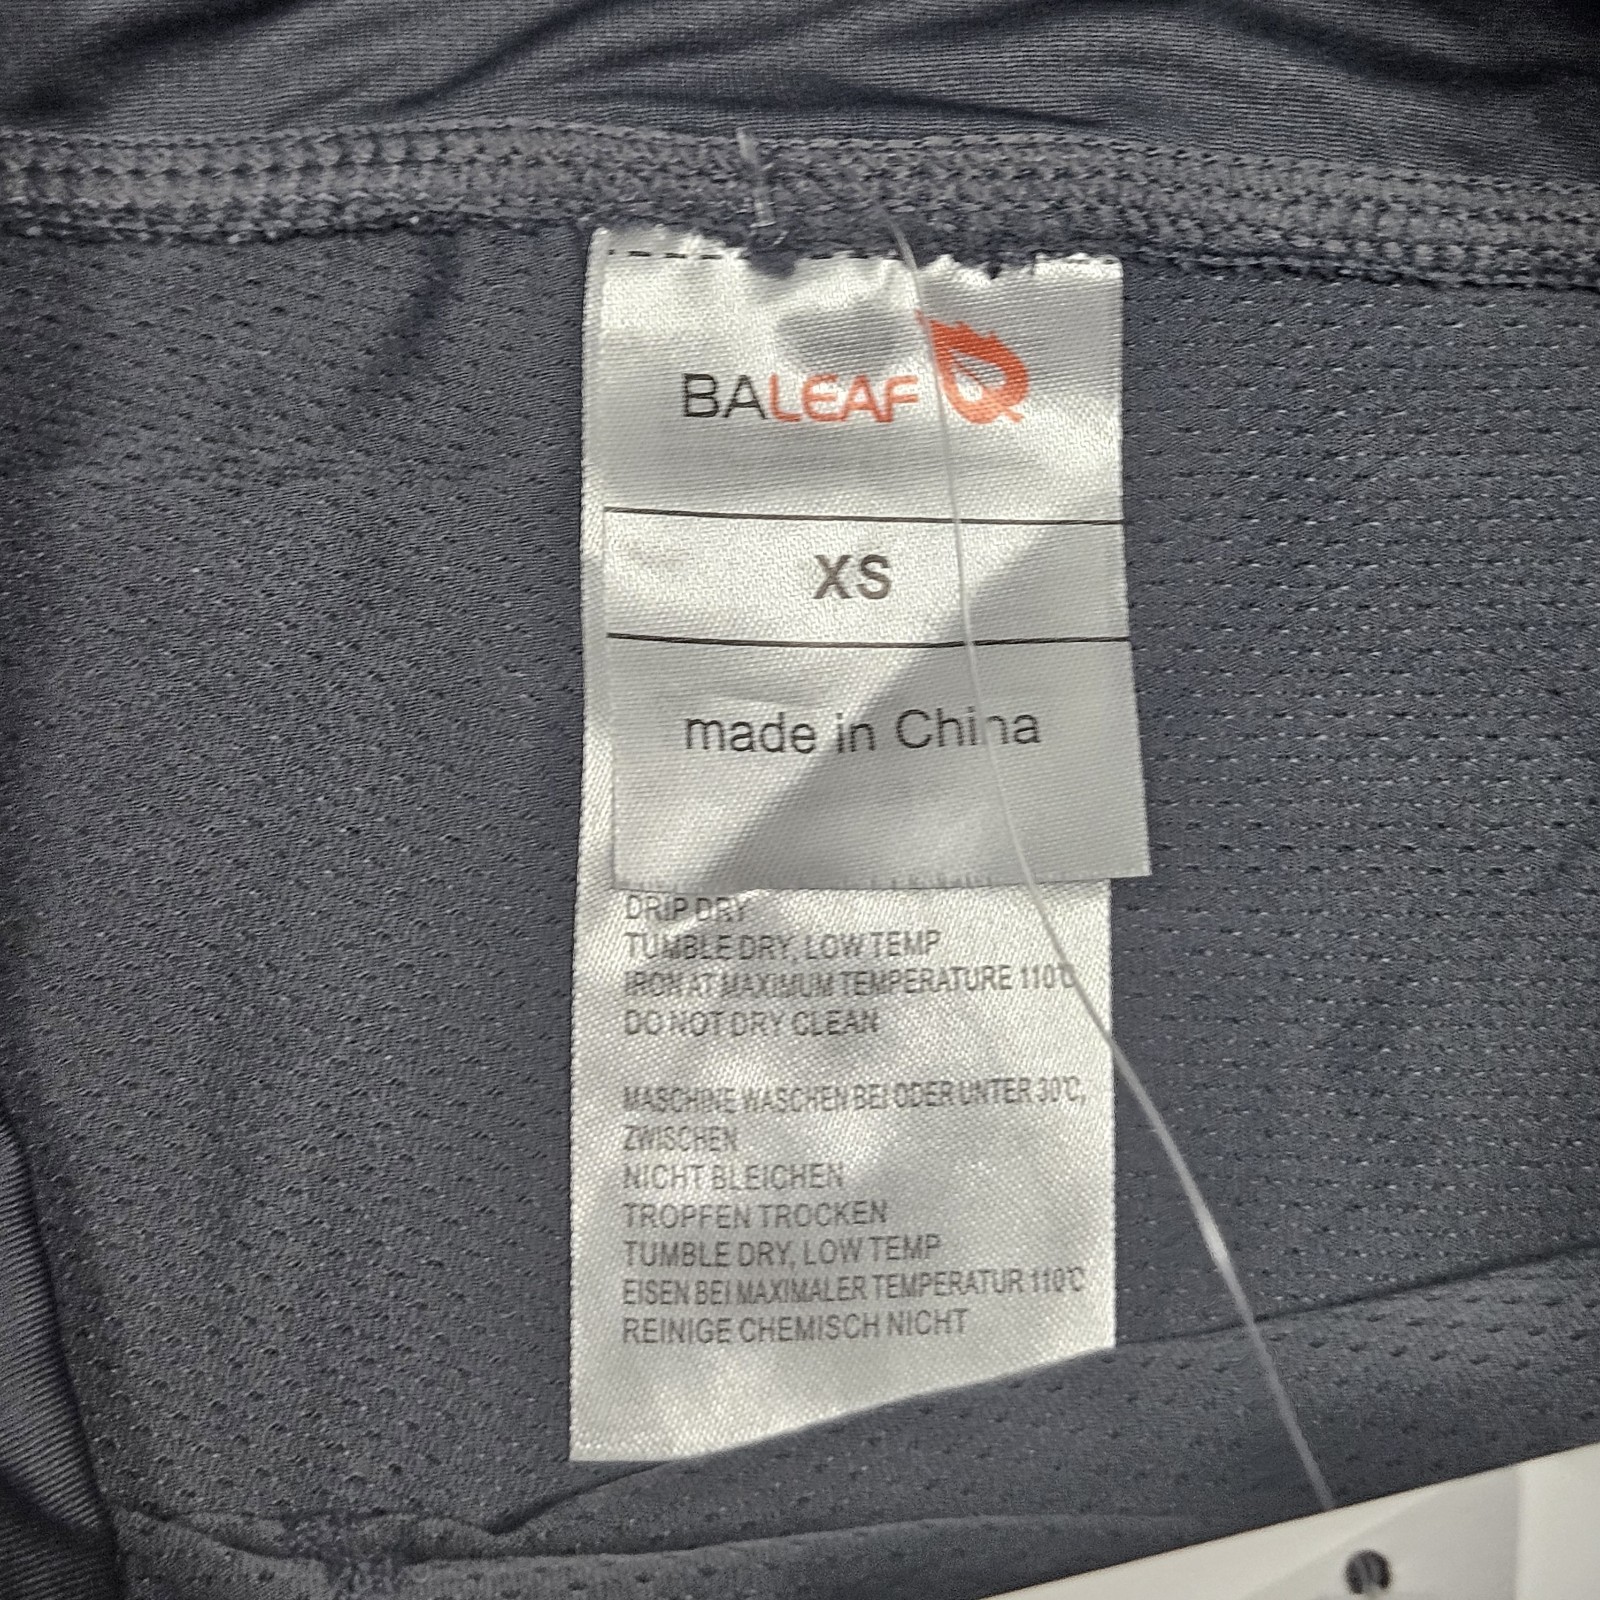 BALEAF
XS
made in China
DRIP DRY
TUMBLE DRY, LOW TEMP
IRON AT MAXIMUM TEMPERATURE 110℃
DO NOT DRY CLEAN
MASCHINE WASCHEN BEI ODER UNTER 30℃,
ZWISCHEN
NICHT BLEICHEN
TROPFEN TROCKEN
TUMBLE DRY, LOW TEMP
EISEN BEI MAXIMALER TEMPERATUR 110℃
REINIGE CHEMISCH NICHT